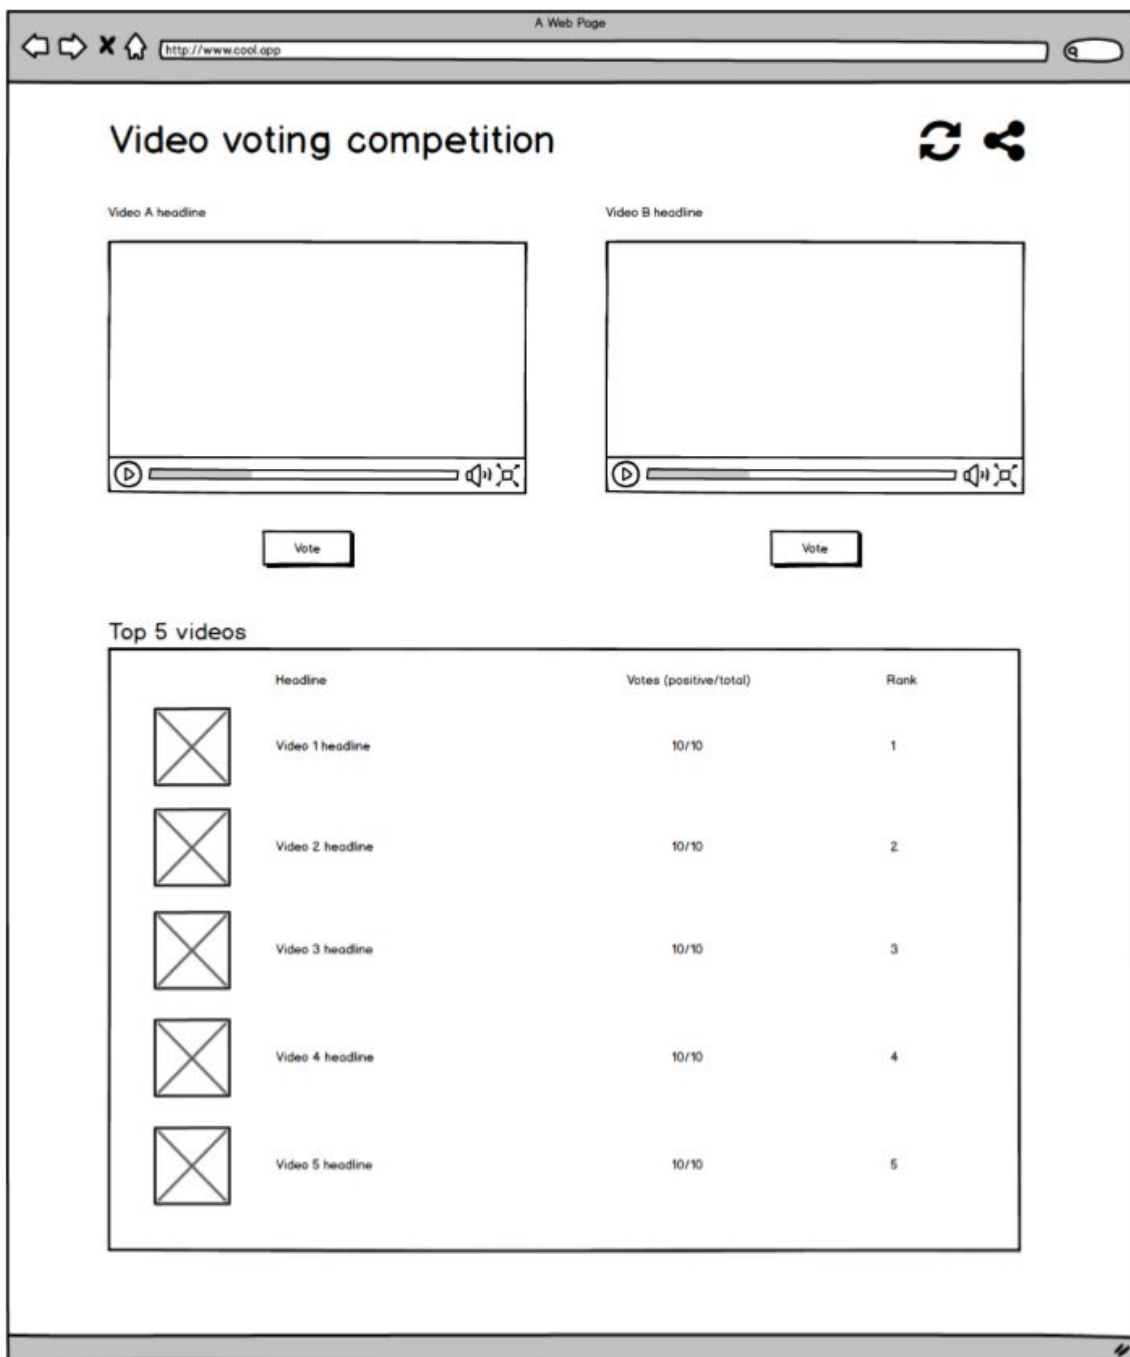 A Web Page
http://www.cool.app
Video voting competition
Video A headline
Video B headline
Vote
Vote
Top 5 videos
Headline Votes (positive/total) Rank
Video 1 headline 10/10 1
Video 2 headline 10/10 2
Video 3 headline 10/10 3
Video 4 headline 10/10 4
Video 5 headline 10/10 5